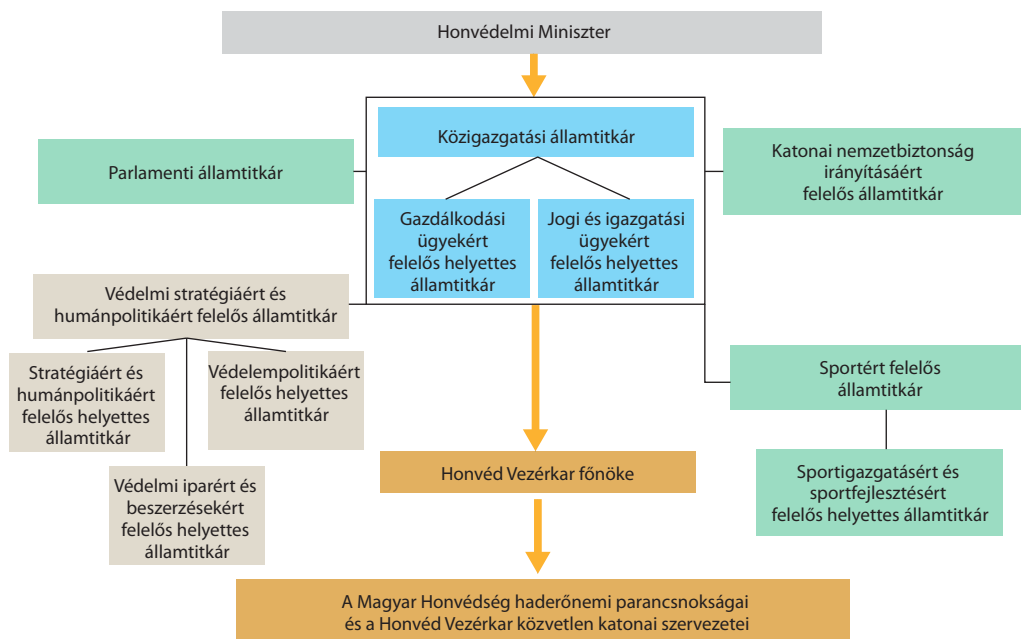 Honvédelmi Miniszter
Közigazgatási államtitkár
Parlamenti államtitkár
Katonai nemzetbiztonság
irányításáért
felelős államtitkár
Gazdálkodási
ügyekért
felelős helyettes
államtitkár
Jogi és igazgatási
ügyekért
felelős helyettes
államtitkár
Védelmi stratégiáért és
humánpolitikáért felelős államtitkár
Stratégiáért és
humánpolitikáért
felelős helyettes
államtitkár
Védelempolitikáért
felelős helyettes
államtitkár
Sportért felelős
államtitkár
Védelmi iparért és
beszerzésekért
felelős helyettes
államtitkár
Honvéd Vezérkar főnöke
Sportigazgatásért és
sportfejlesztésért
felelős helyettes államtitkár
A Magyar Honvédség haderőnemi parancsnokságai
és a Honvéd Vezérkar közvetlen katonai szervezetei